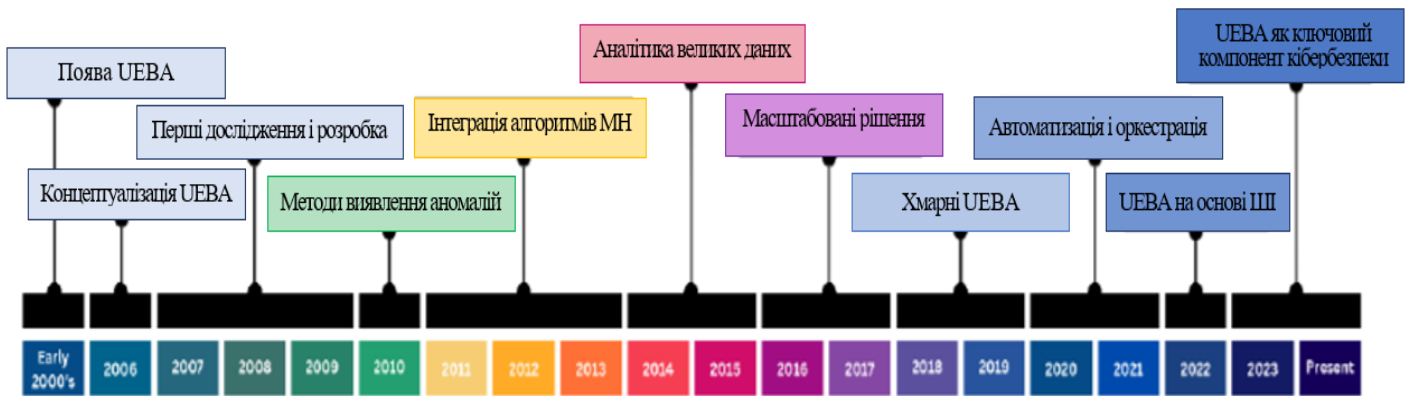 Поява UEBA
Концептуалізація UEBA
Перші дослідження і розробка
Методи виявлення аномалій
Інтеграція алгоритмів МН
Аналітика великих даних
Масштабовані рішення
Хмарні UEBA
Автоматизація і оркестрація
UEBA на основі ШІ
UEBA як ключовий
компонент кібербезпеки
Early
2000's
2006
2007
2008
2009
2010
2011
2012
2013
2014
2015
2016
2017
2018
2019
2020
2021
2022
2023
Present